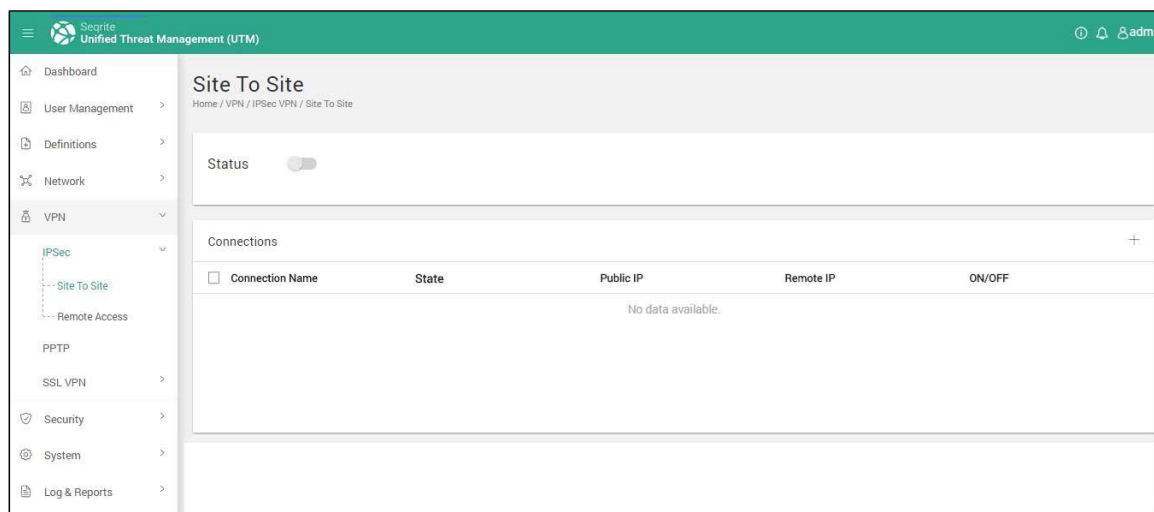 Seqrite
Unified Threat Management (UTM)
adm
Dashboard
User Management
Definitions
Network
VPN
IPSec
Site To Site
Remote Access
PPTP
SSL VPN
Security
System
Log & Reports
Site To Site
Home / VPN / IPSec VPN / Site To Site
Status
Connections
Connection Name State Public IP Remote IP ON/OFF
No data available.